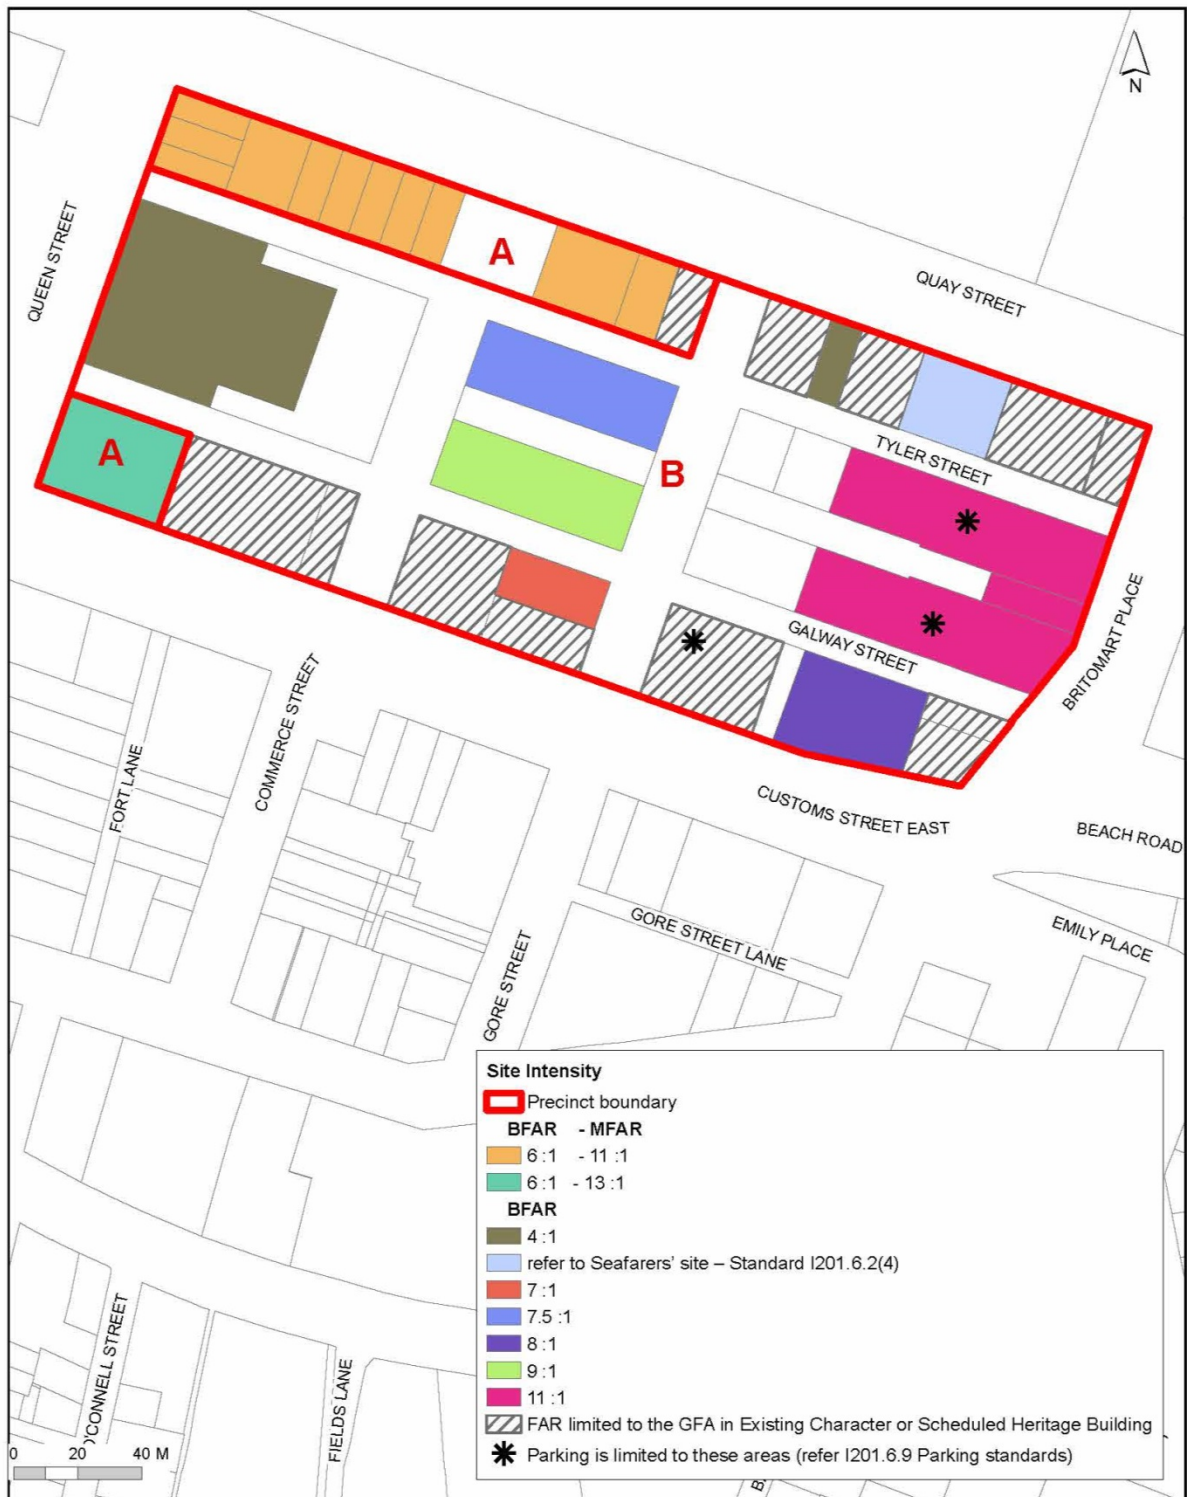 N
QUEEN STREET
A
QUAY STREET
A
B
TYLER STREET
GALWAY STREET
BRITOMART PLACE
FORT LANE
COMMERCE STREET
CUSTOMS STREET EAST
BEACH ROAD
GORE STREET LANE
EMILY PLACE
GORE STREET
Site Intensity
Precinct boundary
BFAR - MFAR
6 :1 - 11 :1
6 :1 - 13 :1
BFAR
4 :1
refer to Seafarers' site – Standard I201.6.2(4)
7 :1
7.5 :1
8 :1
9 :1
11 :1
FAR limited to the GFA in Existing Character or Scheduled Heritage Building
Parking is limited to these areas (refer I201.6.9 Parking standards)
O'CONNELL STREET
FIELDS LANE
0 20 40 M